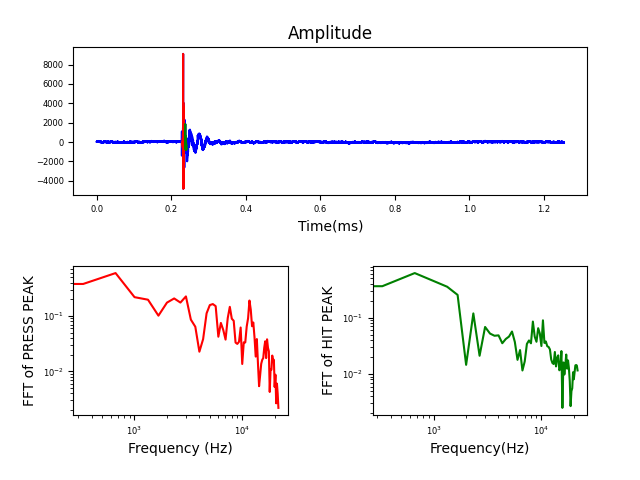 Amplitude
8000
6000
4000
2000
0
−2000
−4000
0.0 0.2 0.4 0.6 0.8 1.0 1.2
Time(ms)
FFT of PRESS PEAK
10⁻¹
10⁻²
10³ 10⁴
Frequency (Hz)
FFT of HIT PEAK
10⁻¹
10⁻²
10³ 10⁴
Frequency(Hz)